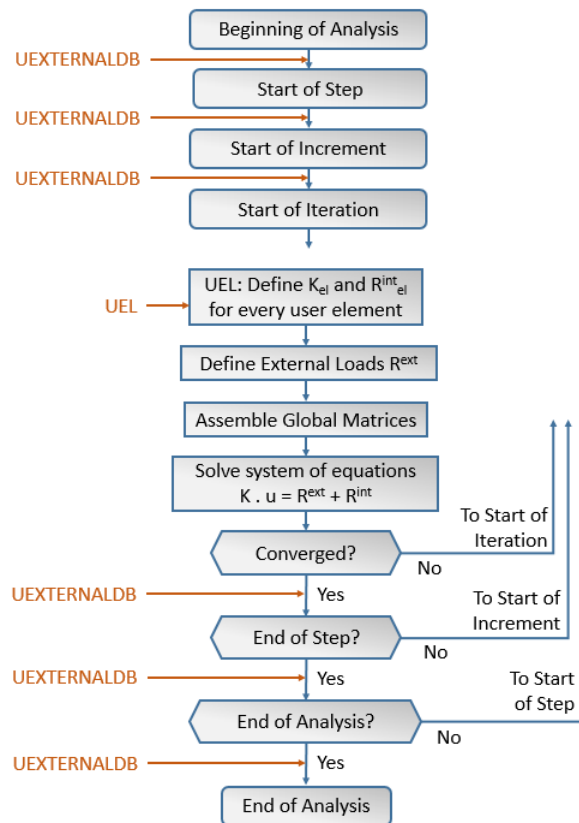 Beginning of Analysis
UEXTERNALDB
Start of Step
UEXTERNALDB
Start of Increment
UEXTERNALDB
Start of Iteration
UEL: Define Kel and Rintel
for every user element
UEL
Define External Loads Rext
Assemble Global Matrices
Solve system of equations
K . u = Rext + Rint
To Start of
Iteration
Converged?
No
UEXTERNALDB
Yes
To Start of
Increment
End of Step?
No
UEXTERNALDB
Yes
To Start
of Step
End of Analysis?
No
UEXTERNALDB
Yes
End of Analysis